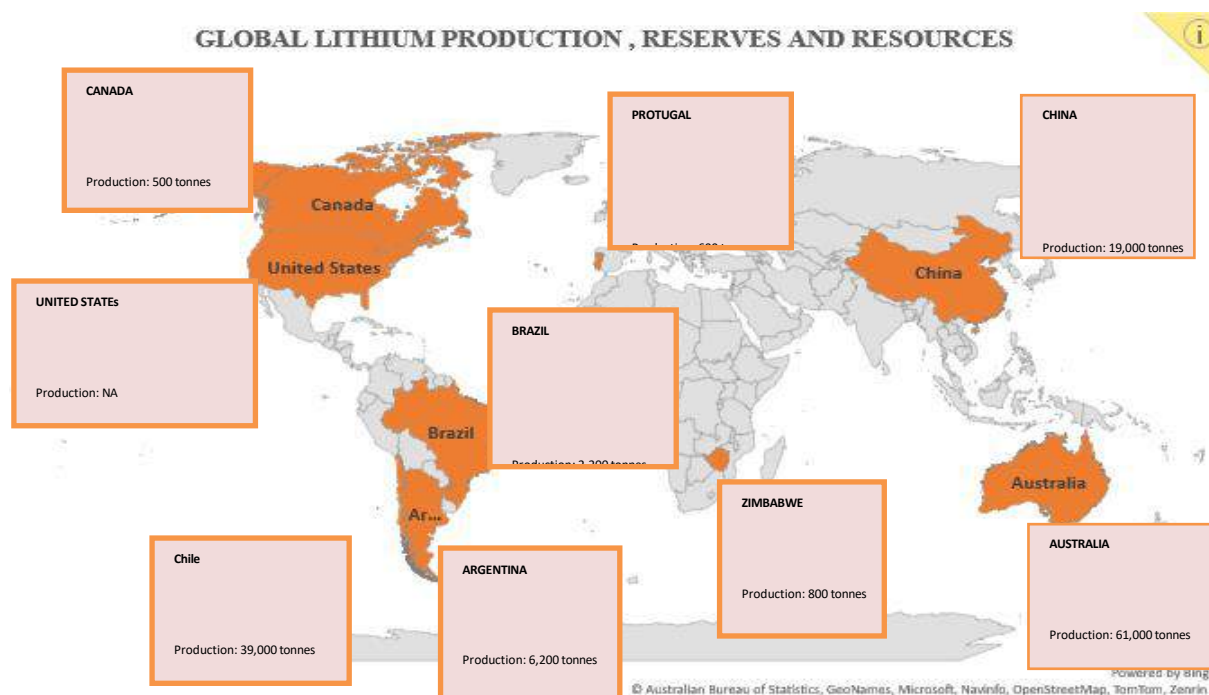 GLOBAL LITHIUM PRODUCTION , RESERVES AND RESOURCES
i
CANADA
Production: 500 tonnes
PROTUGAL
CHINA
Production: 19,000 tonnes
Canada
United States
China
UNITED STATEs
Production: NA
BRAZIL
Brazil
Australia
Ar...
ZIMBABWE
Production: 800 tonnes
Chile
Production: 39,000 tonnes
ARGENTINA
Production: 6,200 tonnes
AUSTRALIA
Production: 61,000 tonnes
Powered by Bing
© Australian Bureau of Statistics, GeoNames, Microsoft, Navinfo, OpenStreetMap, TomTom, Zenrin